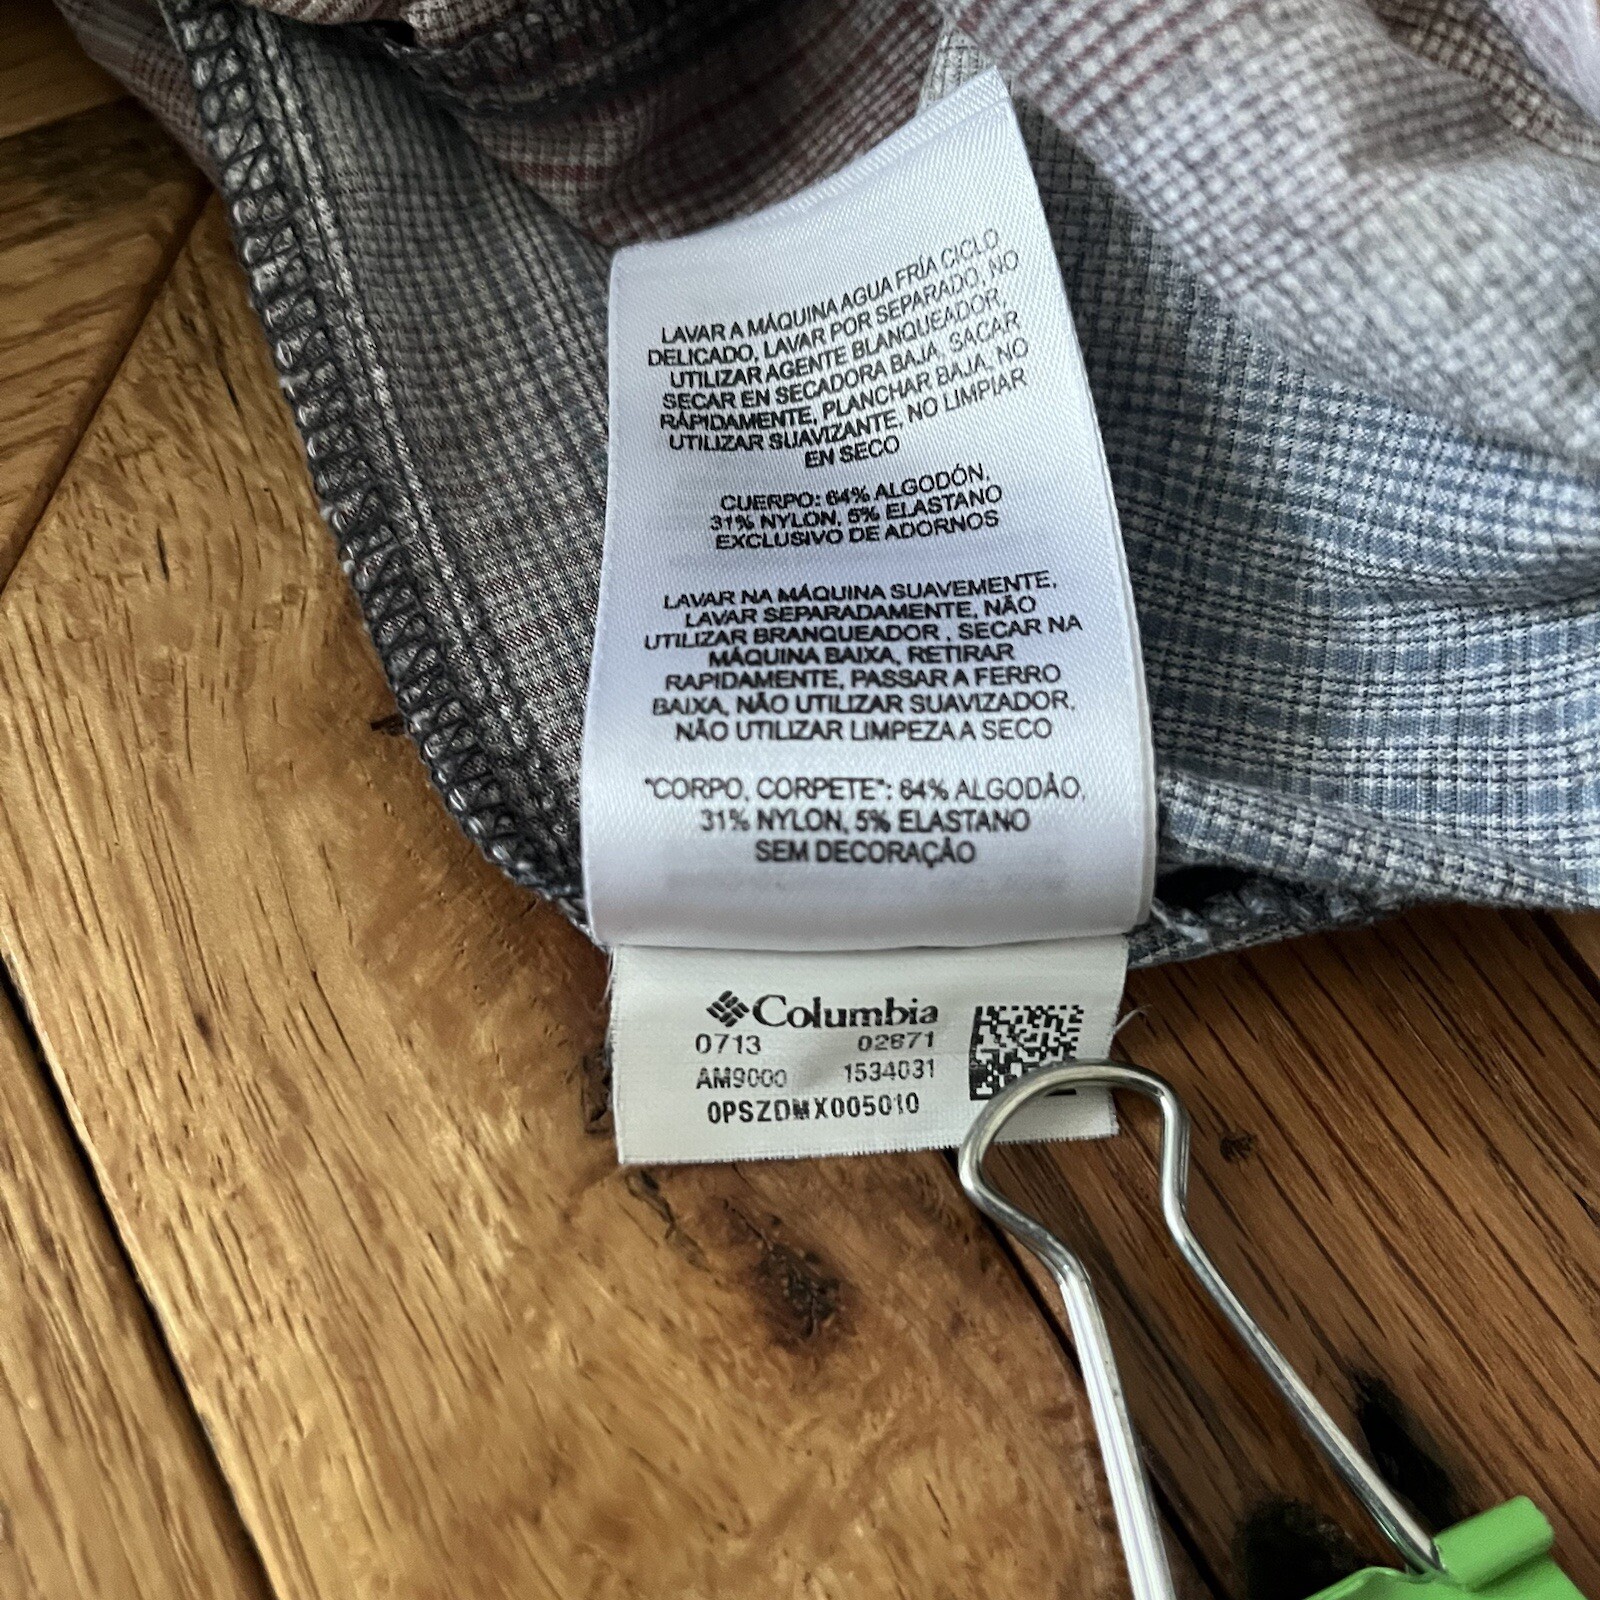 LAVAR A MÁQUINA AGUA FRÍA CICLO
DELICADO, LAVAR POR SEPARADO, NO
UTILIZAR AGENTE BLANQUEADOR,
SECAR EN SECADORA BAJA, SACAR
RÁPIDAMENTE, PLANCHAR BAJA, NO
UTILIZAR SUAVIZANTE, NO LIMPIAR
EN SECO
CUERPO: 64% ALGODÓN,
31% NYLON, 5% ELASTANO
EXCLUSIVO DE ADORNOS
LAVAR NA MÁQUINA SUAVEMENTE,
LAVAR SEPARADAMENTE, NÃO
UTILIZAR BRANQUEADOR , SECAR NA
MÁQUINA BAIXA, RETIRAR
RAPIDAMENTE, PASSAR A FERRO
BAIXA, NÃO UTILIZAR SUAVIZADOR,
NÃO UTILIZAR LIMPEZA A SECO
"CORPO, CORPETE": 64% ALGODÃO,
31% NYLON, 5% ELASTANO
SEM DECORAÇÃO
Columbia
0713 02871
AM9000 1534031
0PSZDMX005010